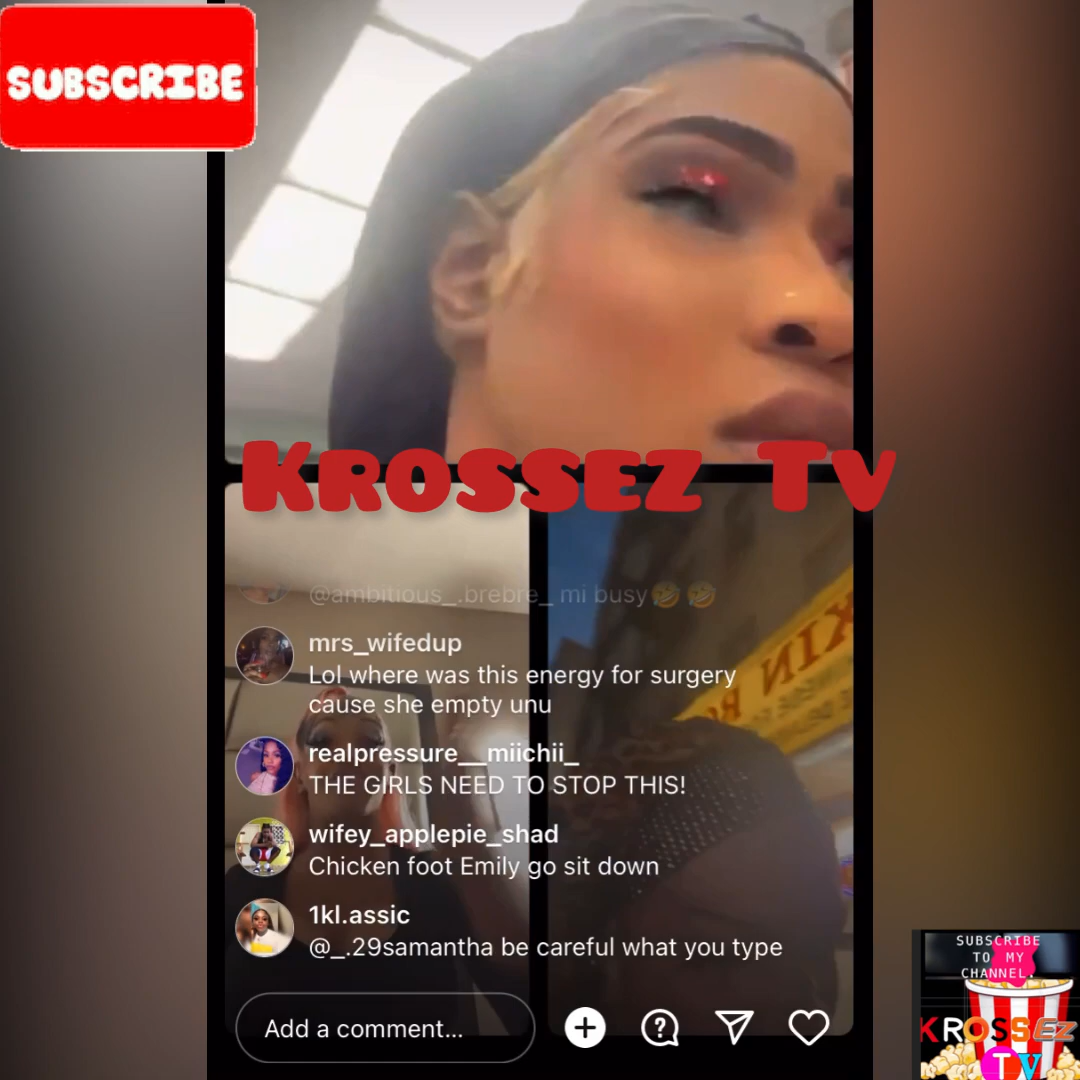 SUBSCRIBE
KROSSEZ TV
@ambitious_.brebre_ mi busy🤣🤣
mrs_wifedup
Lol where was this energy for surgery
cause she empty unu
realpressure__miichii_
THE GIRLS NEED TO STOP THIS!
wifey_applepie_shad
Chicken foot Emily go sit down
1kl.assic
@_.29samantha be careful what you type
Add a comment...
SUBSCRIBE
TO MY
CHANNEL.
KROSSEZ
TV